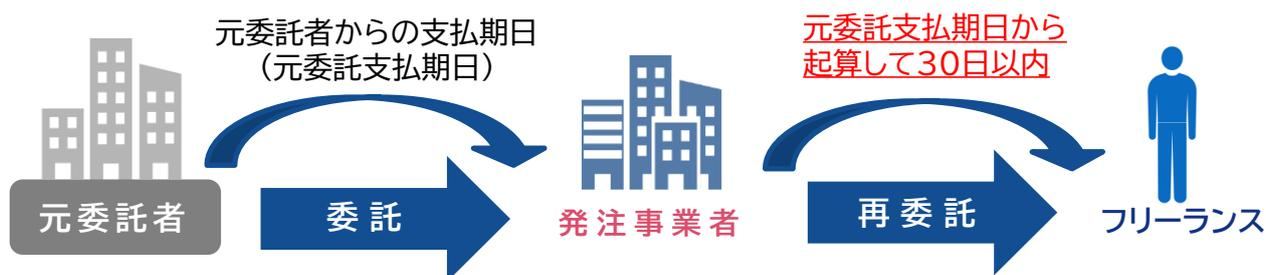 元委託者からの支払期日
（元委託支払期日）
元委託支払期日から
起算して30日以内
元委託者
委託
発注事業者
再委託
フリーランス